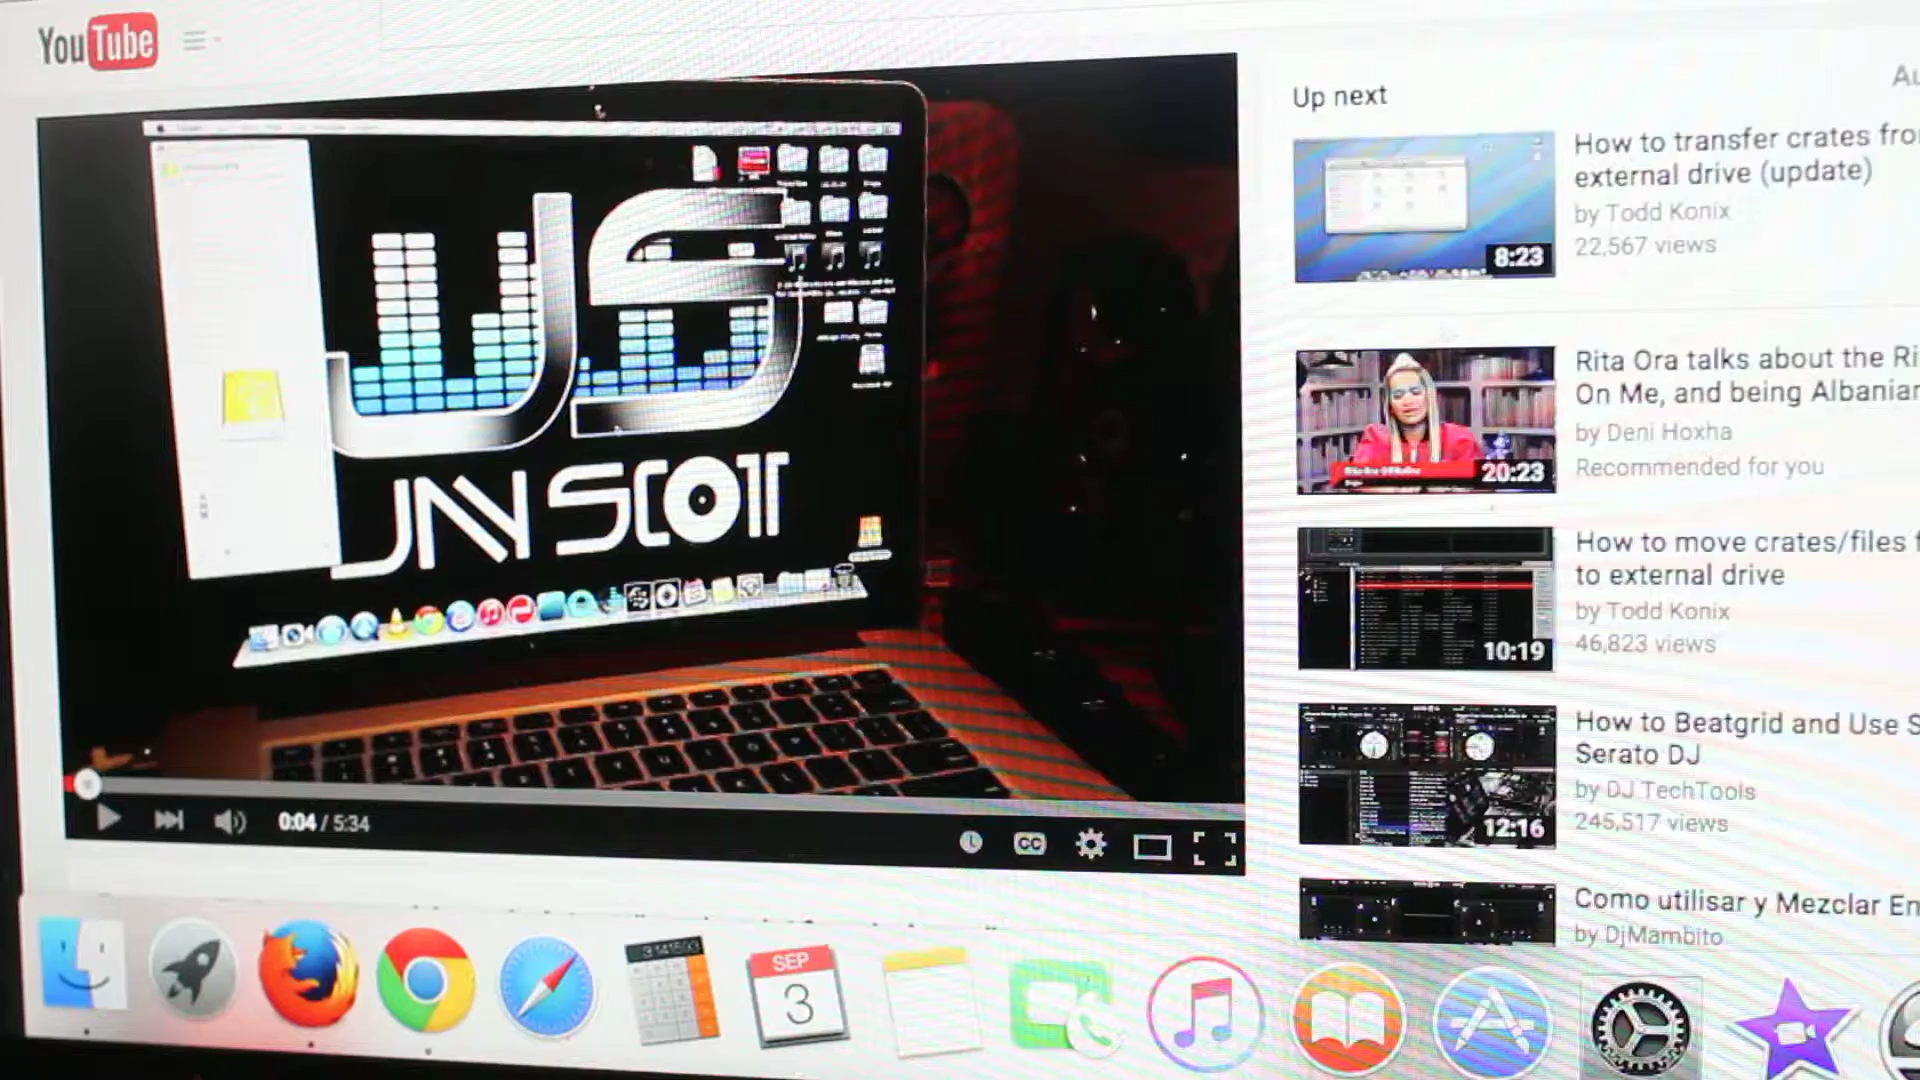 YouTube
JS
JAY SCOTT
0:04 / 5:34
CC
Up next
How to transfer crates fro
external drive (update)
by Todd Konix
22,567 views
8:23
Rita Ora talks about the Ri
On Me, and being Albanian
by Deni Hoxha
Recommended for you
20:23
How to move crates/files f
to external drive
by Todd Konix
46,823 views
10:19
How to Beatgrid and Use S
Serato DJ
by DJ TechTools
245,517 views
12:16
Como utilisar y Mezclar En
by DjMambito
SEP
3